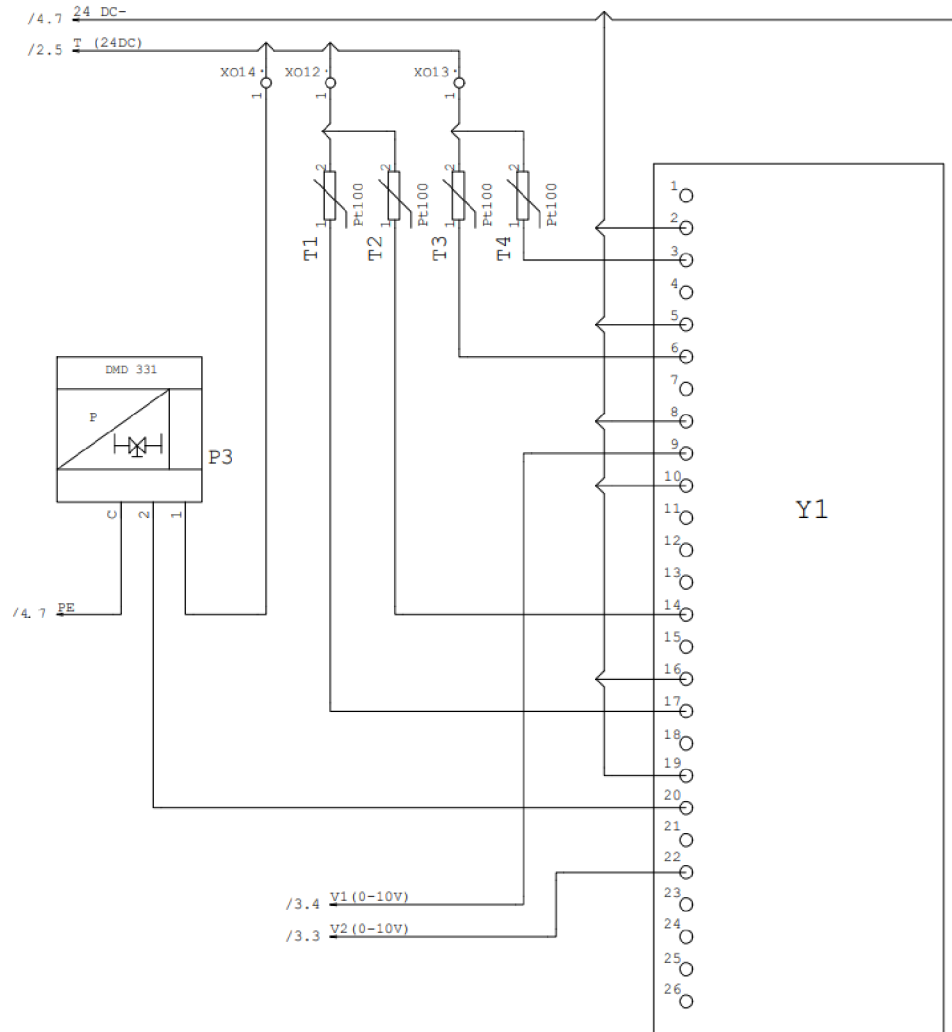 /4.7 24 DC-
/2.5 T (24DC)
XO14
XO12
XO13
1
1
1
2
2
2
2
Pt100
Pt100
Pt100
Pt100
1
1
1
1
T1
T2
T3
T4
DMD 331
P
P3
C
2
1
/4.7 PE
Y1
1
2
3
4
5
6
7
8
9
10
11
12
13
14
15
16
17
18
19
20
21
22
23
24
25
26
/3.4 V1(0-10V)
/3.3 V2(0-10V)